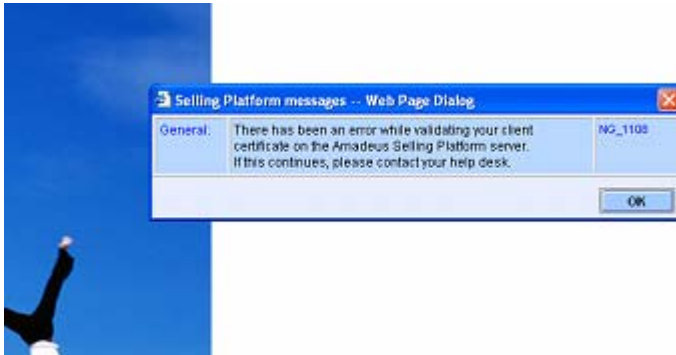 Selling Platform messages -- Web Page Dialog
General:
There has been an error while validating your client
certificate on the Amadeus Selling Platform server.
If this continues, please contact your help desk.
NG_1108
OK